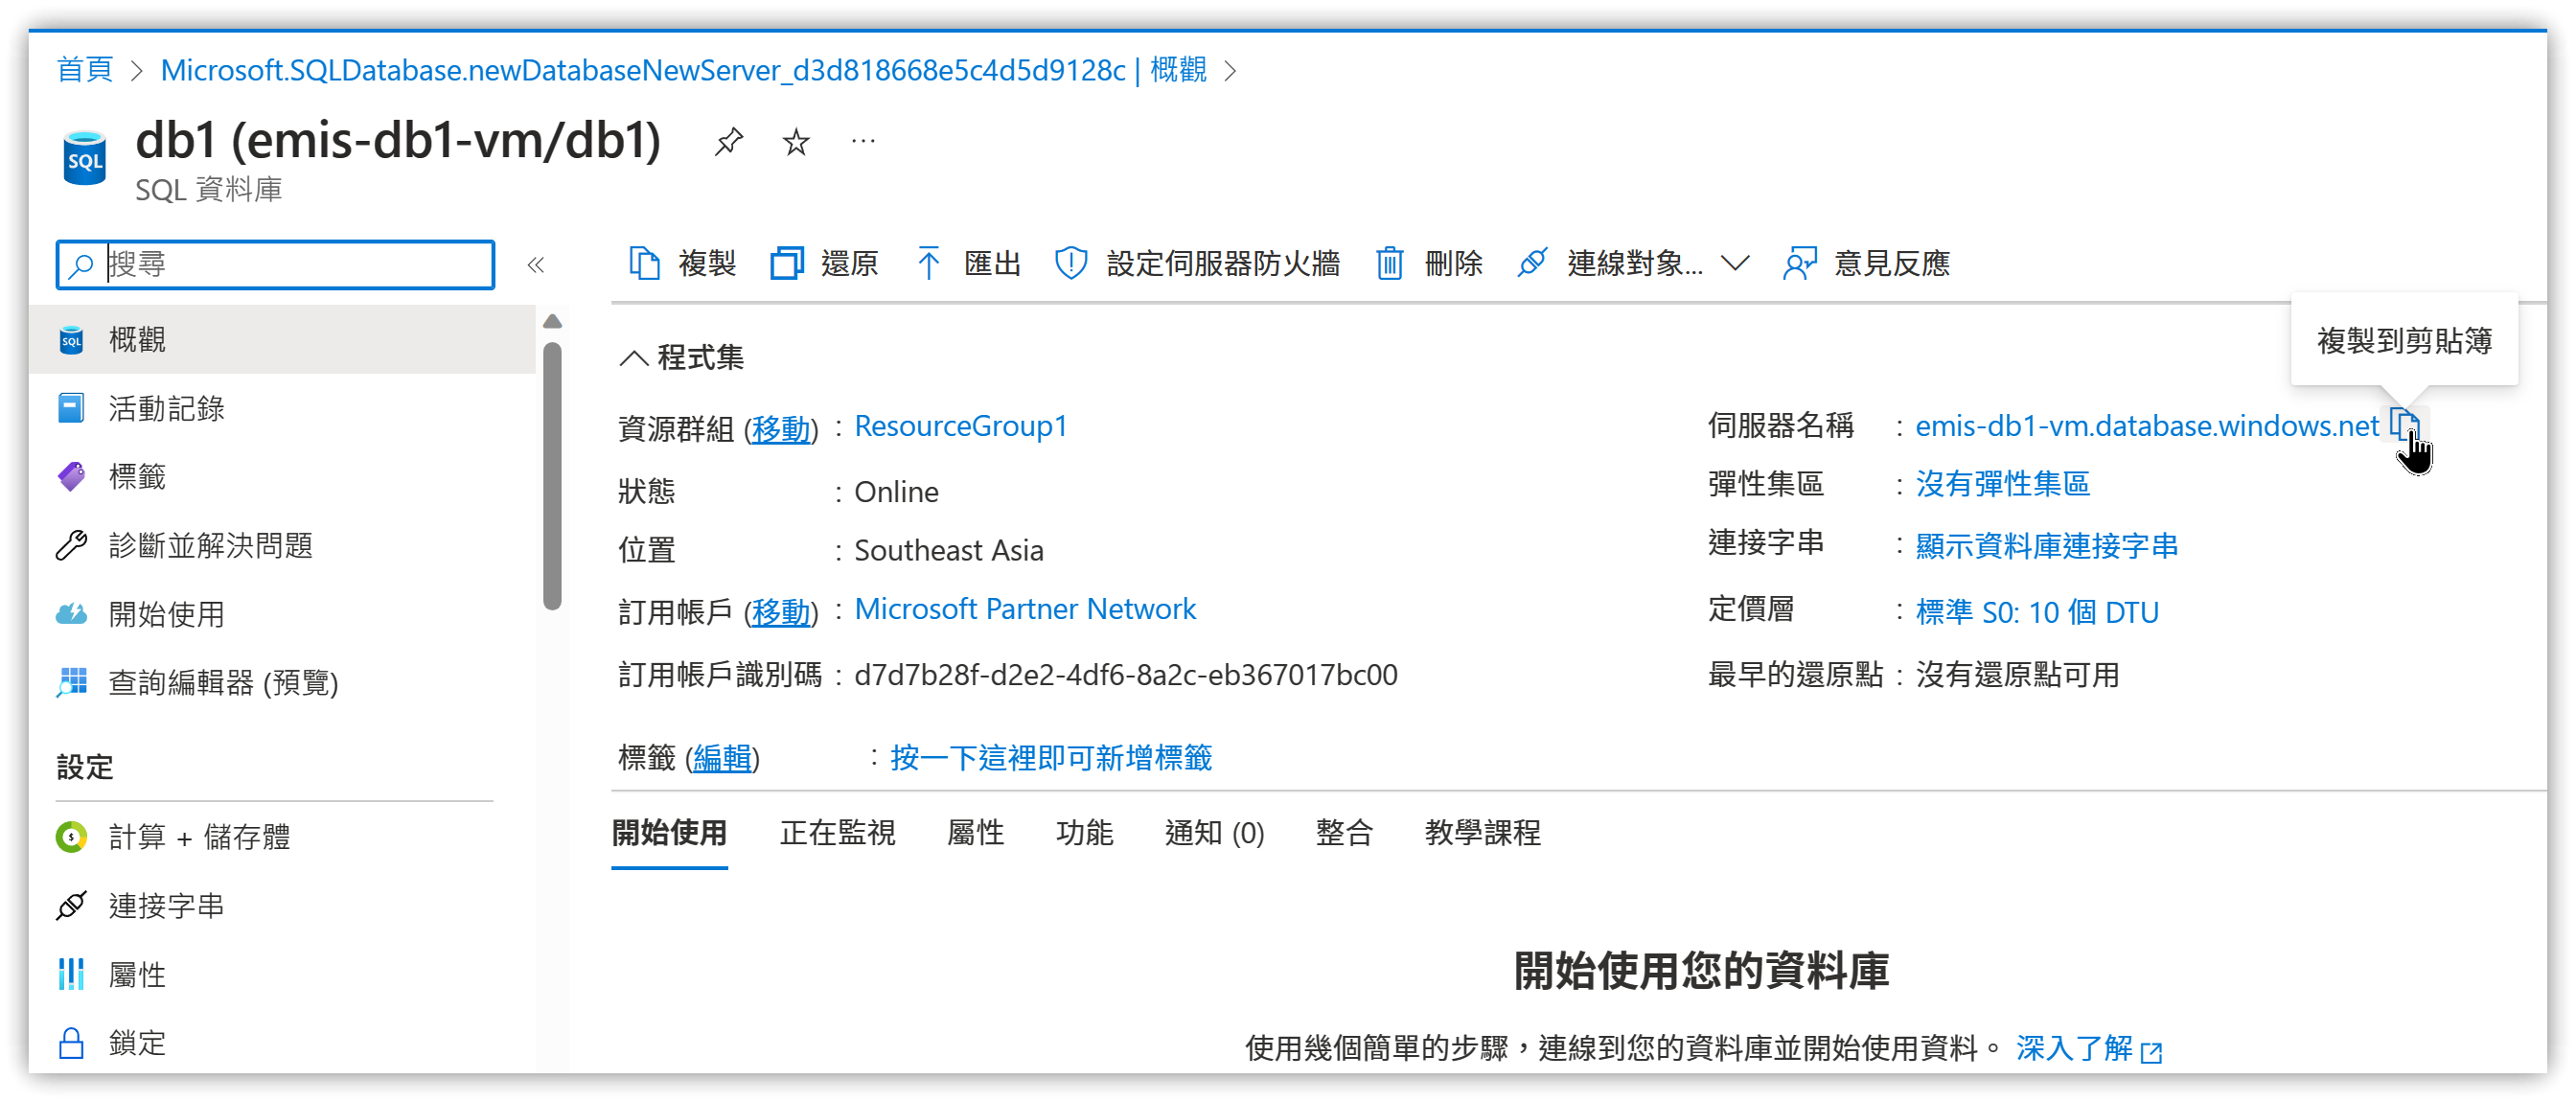 首頁 > Microsoft.SQLDatabase.newDatabaseNewServer_d3d818668e5c4d5d9128c | 概觀 >
db1 (emis-db1-vm/db1) ...
SQL
SQL 資料庫
搜尋
«
SQL 概觀
活動記錄
標籤
診斷並解決問題
開始使用
查詢編輯器 (預覽)
設定
計算 + 儲存體
連接字串
屬性
鎖定
複製 還原 匯出 設定伺服器防火牆 刪除 連線對象... 意見反應
複製到剪貼簿
程式集
資源群組 (移動) : ResourceGroup1
狀態 : Online
位置 : Southeast Asia
訂用帳戶 (移動) : Microsoft Partner Network
訂用帳戶識別碼 : d7d7b28f-d2e2-4df6-8a2c-eb367017bc00
伺服器名稱 : emis-db1-vm.database.windows.net
彈性集區 : 沒有彈性集區
連接字串 : 顯示資料庫連接字串
定價層 : 標準 S0: 10 個 DTU
最早的還原點 : 沒有還原點可用
標籤 (編輯) : 按一下這裡即可新增標籤
開始使用 正在監視 屬性 功能 通知 (0) 整合 教學課程
開始使用您的資料庫
使用幾個簡單的步驟，連線到您的資料庫並開始使用資料。 深入了解